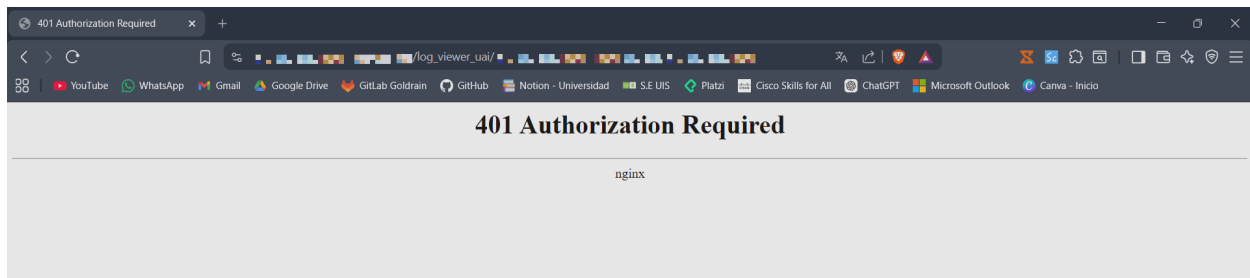 401 Authorization Required
/log_viewer_uai/
YouTube WhatsApp Gmail Google Drive GitLab Goldrain GitHub Notion - Universidad S.E UIS Platzi Cisco Skills for All ChatGPT Microsoft Outlook Canva - Inicio
401 Authorization Required
nginx